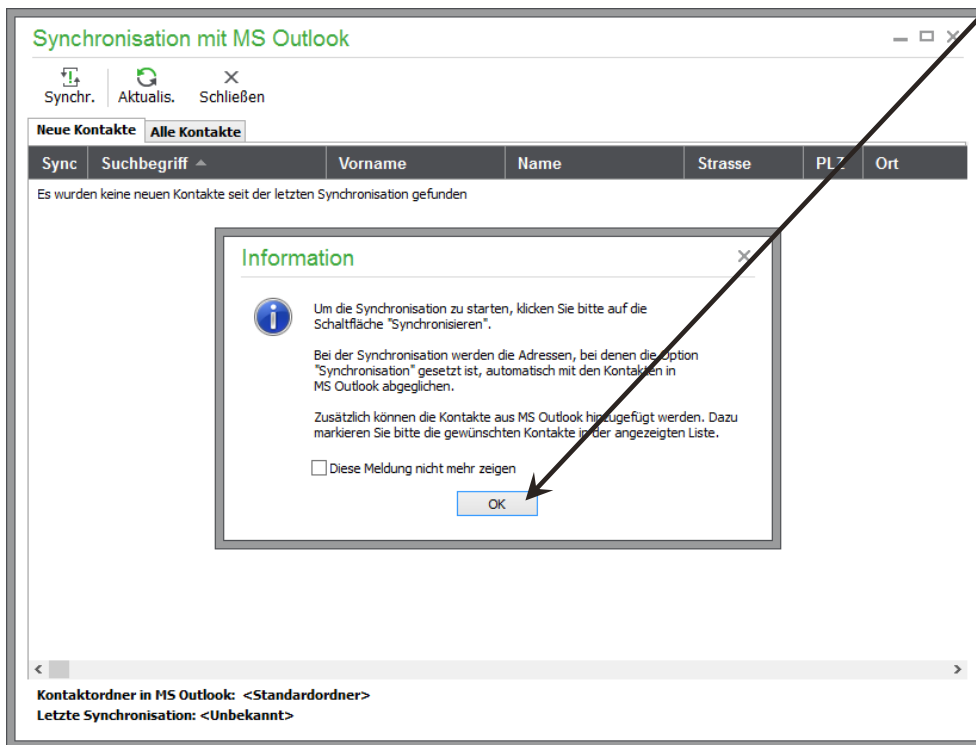 Synchronisation mit MS Outlook
Synchr. Aktualis. Schließen
Neue Kontakte Alle Kontakte
Sync Suchbegriff Vorname Name Strasse PLZ Ort
Es wurden keine neuen Kontakte seit der letzten Synchronisation gefunden
Information
Um die Synchronisation zu starten, klicken Sie bitte auf die
Schaltfläche "Synchronisieren".
Bei der Synchronisation werden die Adressen, bei denen die Option
"Synchronisation" gesetzt ist, automatisch mit den Kontakten in
MS Outlook abgeglichen.
Zusätzlich können die Kontakte aus MS Outlook hinzugefügt werden. Dazu
markieren Sie bitte die gewünschten Kontakte in der angezeigten Liste.
Diese Meldung nicht mehr zeigen
OK
Kontaktordner in MS Outlook: <Standardordner>
Letzte Synchronisation: <Unbekannt>